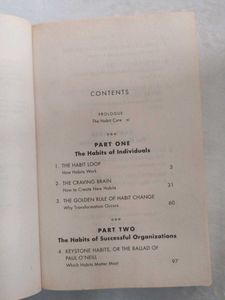 CONTENTS
PROLOGUE
The Habit Cure xi
PART ONE
The Habits of Individuals
1. THE HABIT LOOP
How Habits Work 3
2. THE CRAVING BRAIN
How to Create New Habits 31
3. THE GOLDEN RULE OF HABIT CHANGE
Why Transformation Occurs 60
PART TWO
The Habits of Successful Organizations
4. KEYSTONE HABITS, OR THE BALLAD OF
PAUL O'NEILL
Which Habits Matter Most 97